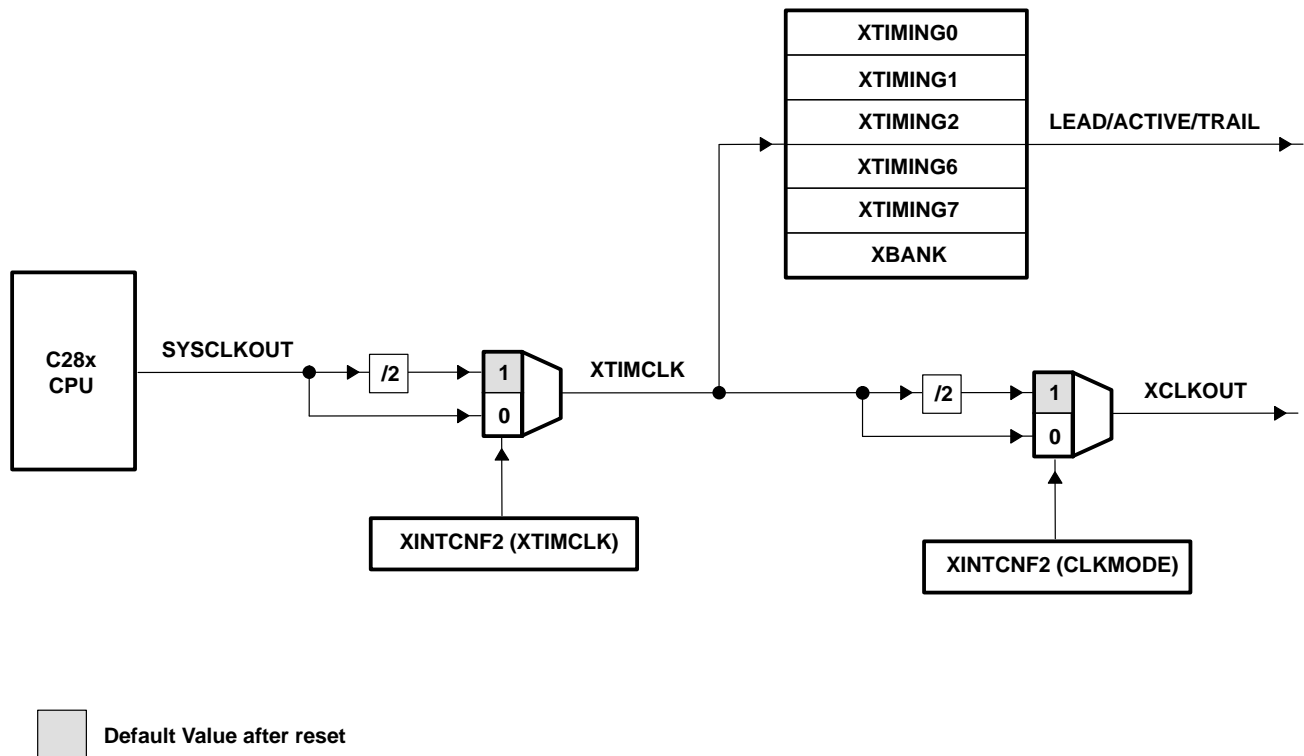 XTIMING0
XTIMING1
XTIMING2
LEAD/ACTIVE/TRAIL
XTIMING6
XTIMING7
XBANK
C28x
CPU
SYSCLKOUT
/2
1
0
XTIMCLK
/2
1
0
XCLKOUT
XINTCNF2 (XTIMCLK)
XINTCNF2 (CLKMODE)
Default Value after reset